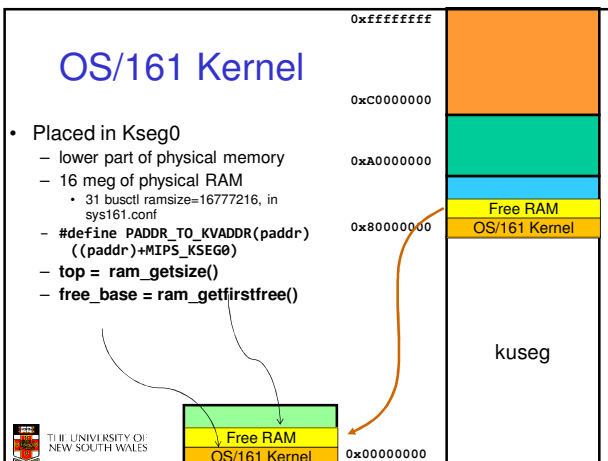 OS/161 Kernel
• Placed in Kseg0
– lower part of physical memory
– 16 meg of physical RAM
• 31 busctl ramsize=16777216, in
sys161.conf
– #define PADDR_TO_KVADDR(paddr)
((paddr)+MIPS_KSEG0)
– top = ram_getsize()
– free_base = ram_getfirstfree()
0xffffffff
0xC0000000
0xA0000000
0x80000000
Free RAM
OS/161 Kernel
kuseg
0x00000000
Free RAM
OS/161 Kernel
THE UNIVERSITY OF
NEW SOUTH WALES